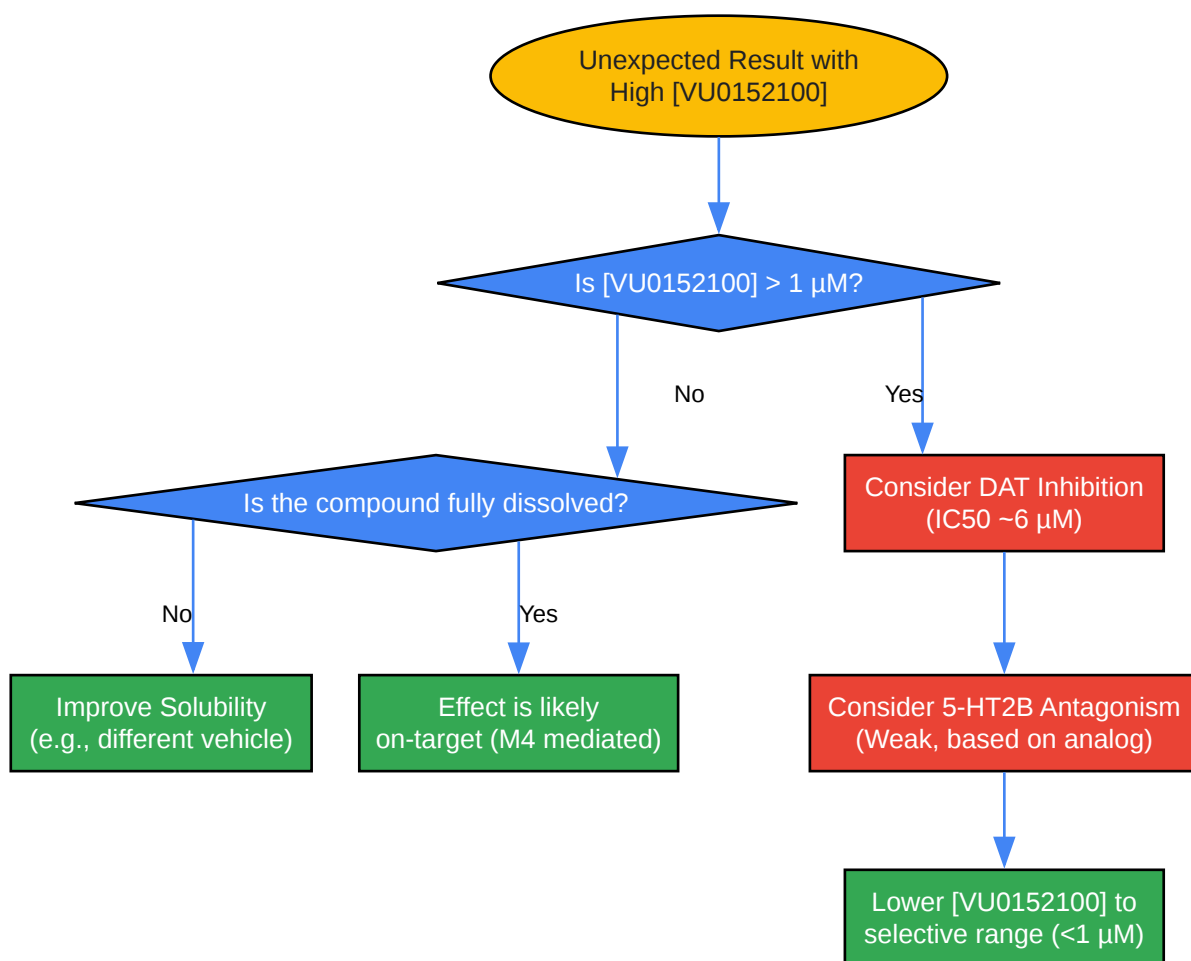 Unexpected Result with
High [VU0152100]
Is [VU0152100] > 1 µM?
No
Yes
Is the compound fully dissolved?
Consider DAT Inhibition
(IC50 ~6 µM)
No
Yes
Improve Solubility
(e.g., different vehicle)
Effect is likely
on-target (M4 mediated)
Consider 5-HT2B Antagonism
(Weak, based on analog)
Lower [VU0152100] to
selective range (<1 µM)